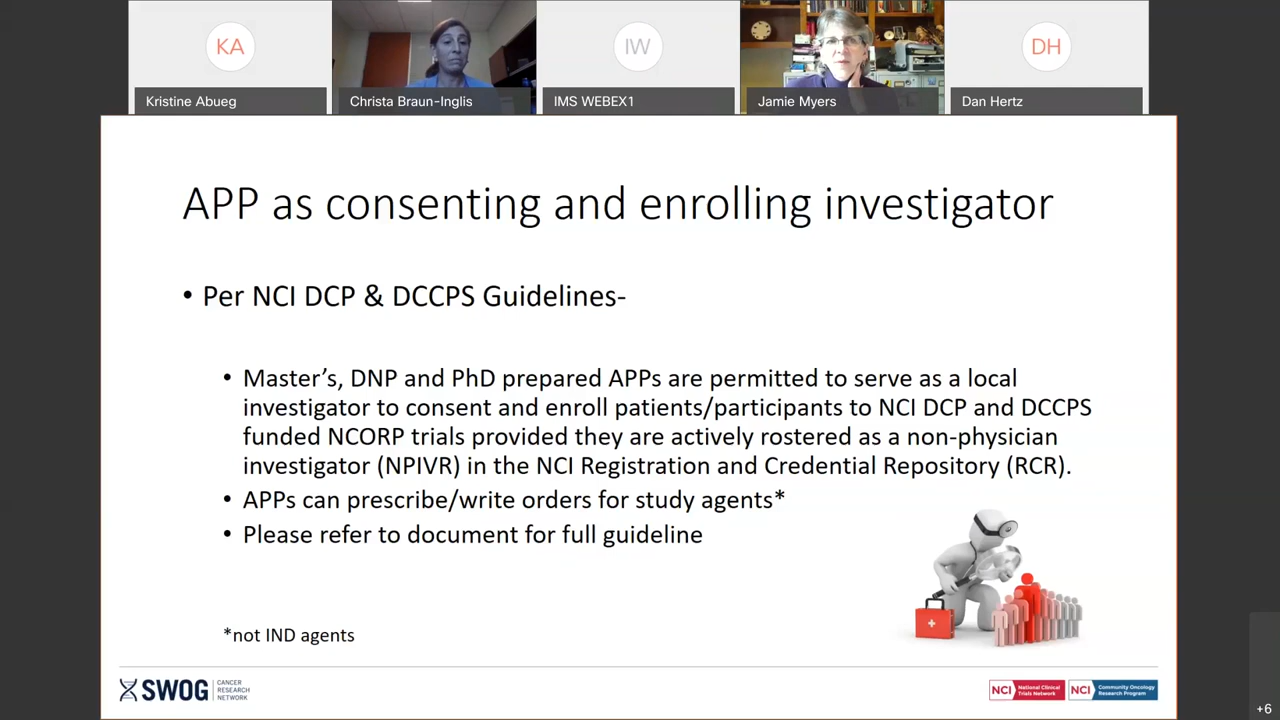 KA
IW
DH
Kristine Abueg
Christa Braun-Inglis
IMS WEBEX1
Jamie Myers
Dan Hertz
APP as consenting and enrolling investigator
• Per NCI DCP & DCCPS Guidelines-
• Master's, DNP and PhD prepared APPs are permitted to serve as a local
investigator to consent and enroll patients/participants to NCI DCP and DCCPS
funded NCORP trials provided they are actively rostered as a non-physician
investigator (NPIVR) in the NCI Registration and Credential Repository (RCR).
• APPs can prescribe/write orders for study agents*
• Please refer to document for full guideline
*not IND agents
SWOG
CANCER
RESEARCH
NETWORK
NCI
National Clinical
Trials Network
NCI
Community Oncology
Research Program
+6